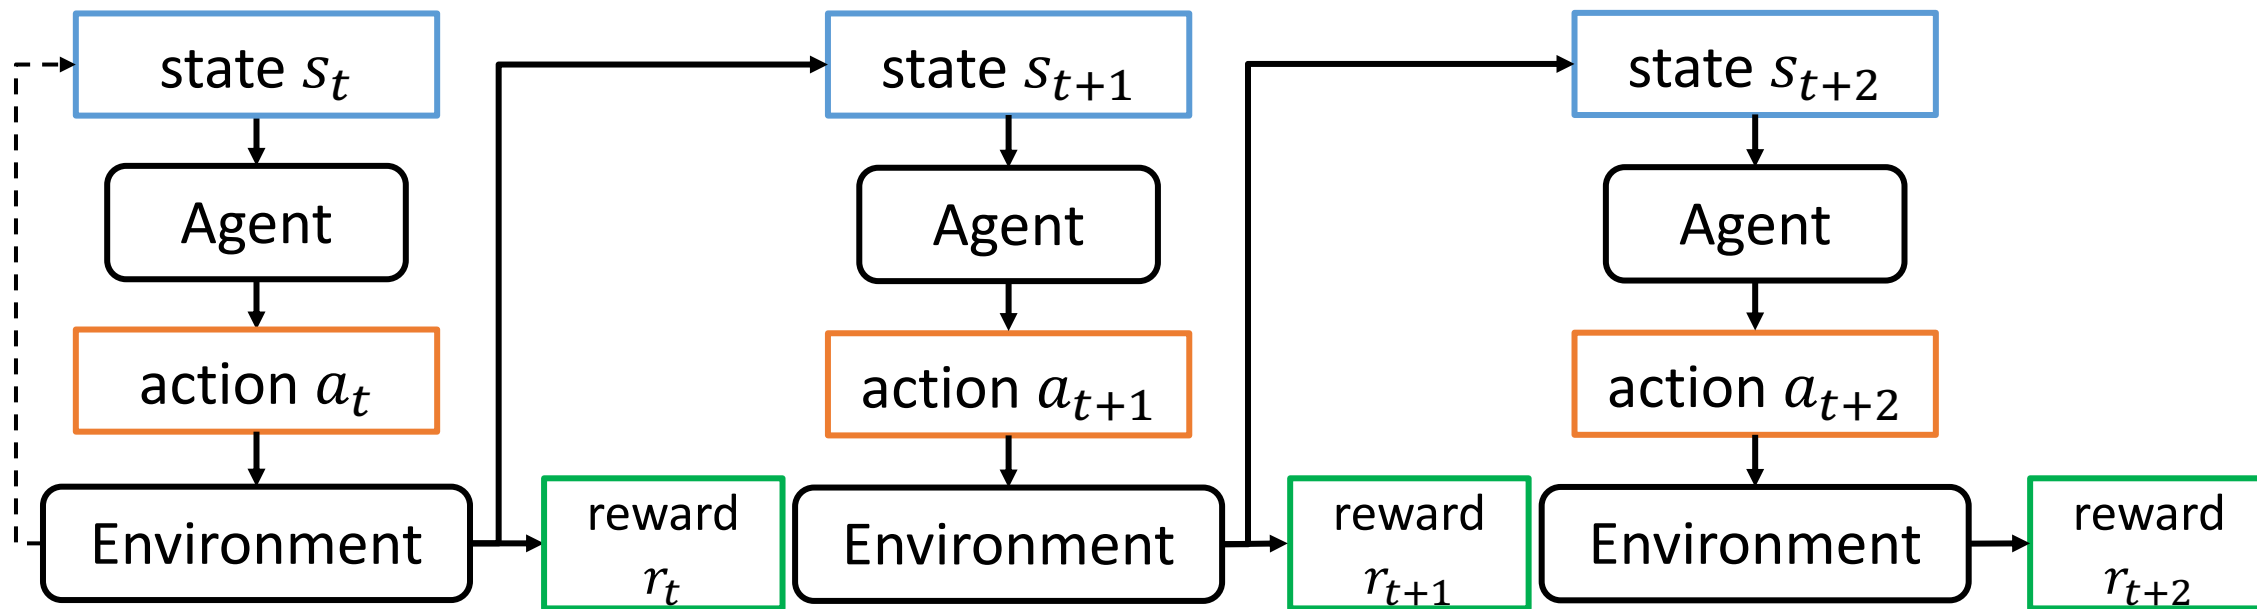 state s_t
Agent
action a_t
Environment
reward
r_t
state s_{t+1}
Agent
action a_{t+1}
Environment
reward
r_{t+1}
state s_{t+2}
Agent
action a_{t+2}
Environment
reward
r_{t+2}